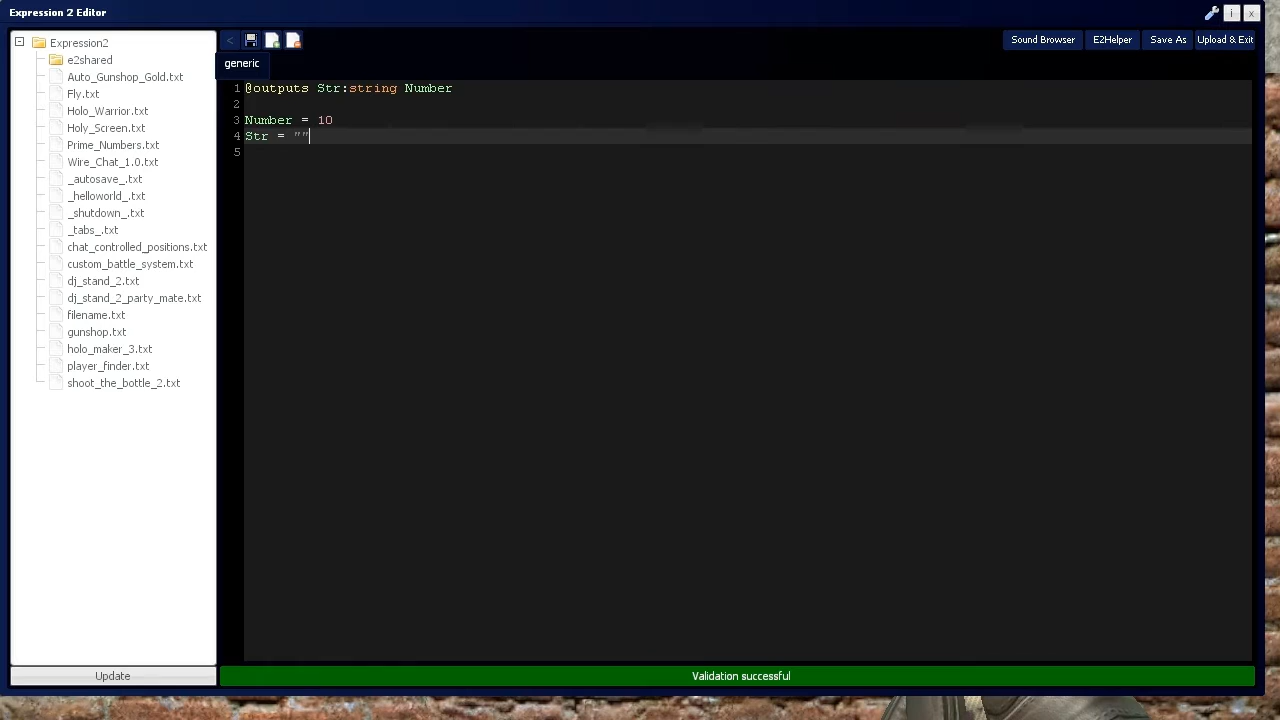 Expression 2 Editor
i
x
Expression2
e2shared
Auto_Gunshop_Gold.txt
Fly.txt
Holo_Warrior.txt
Holy_Screen.txt
Prime_Numbers.txt
Wire_Chat_1.0.txt
_autosave_.txt
_helloworld_.txt
_shutdown_.txt
_tabs_.txt
chat_controlled_positions.txt
custom_battle_system.txt
dj_stand_2.txt
dj_stand_2_party_mate.txt
filename.txt
gunshop.txt
holo_maker_3.txt
player_finder.txt
shoot_the_bottle_2.txt
Update
<
Sound Browser
E2Helper
Save As
Upload & Exit
generic
1 @outputs Str:string Number
2
3 Number = 10
4 Str = ""
5
Validation successful